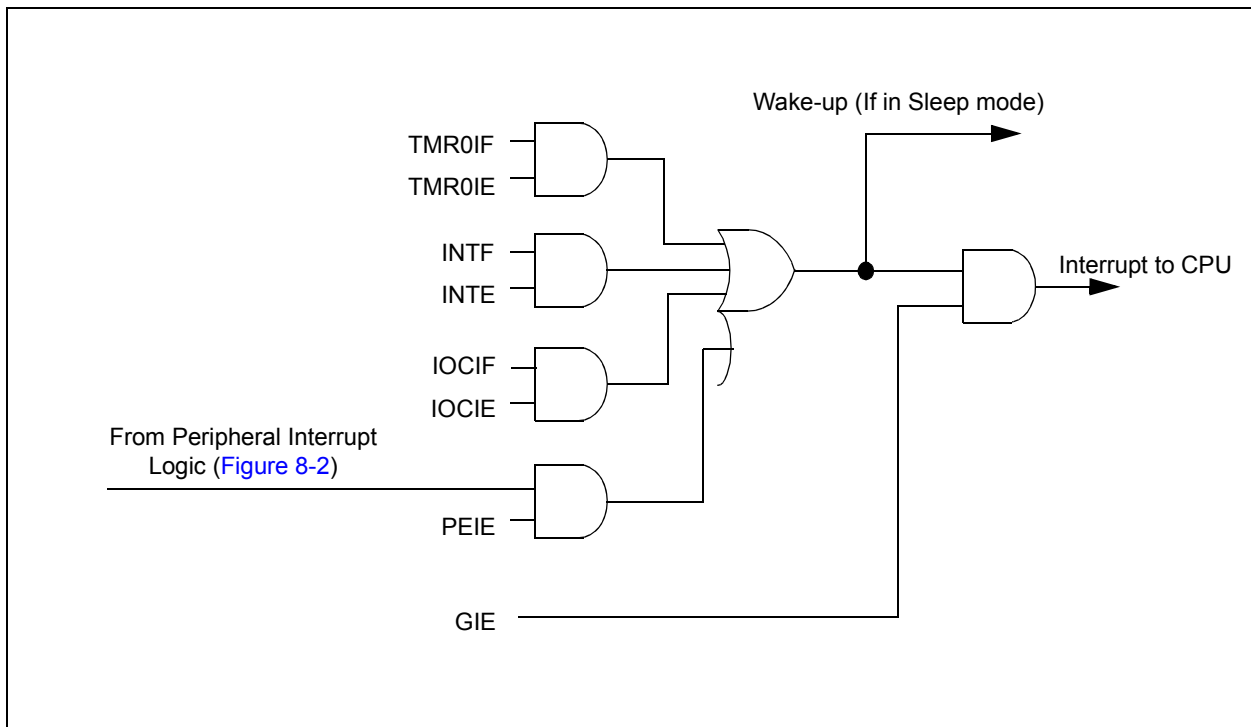 Wake-up (If in Sleep mode)
TMR0IF
TMR0IE
INTF
INTE
Interrupt to CPU
IOCIF
IOCIE
From Peripheral Interrupt
Logic (Figure 8-2)
PEIE
GIE